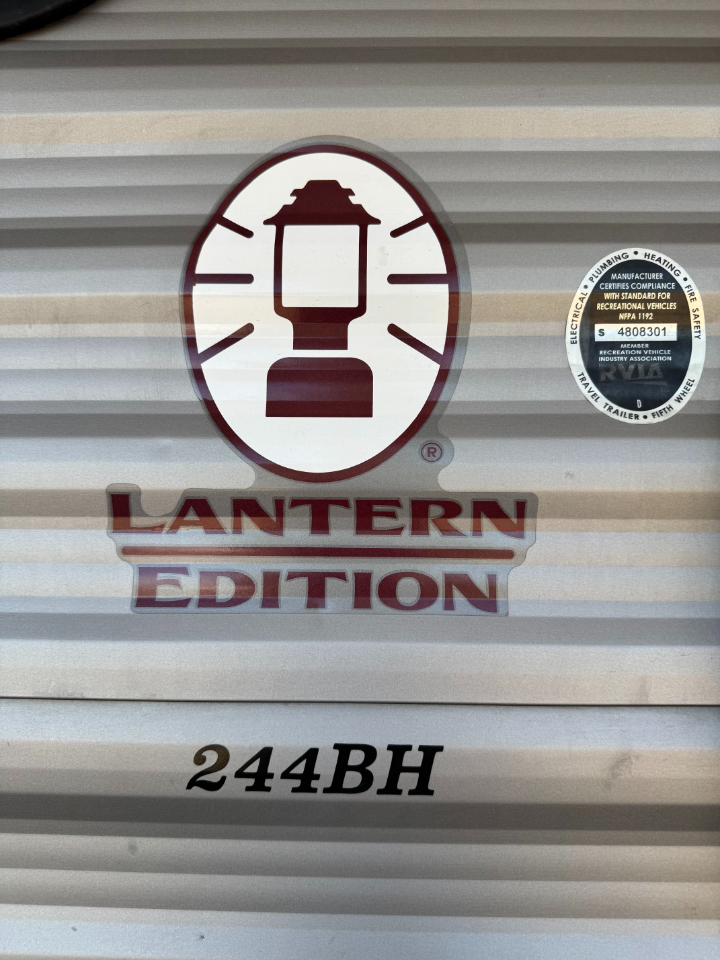 ®
LANTERN
EDITION
244BH
ELECTRICAL • PLUMBING • HEATING • FIRE SAFETY
MANUFACTURER
CERTIFIES COMPLIANCE
WITH STANDARD FOR
RECREATIONAL VEHICLES
NFPA 1192
S 4808301
MEMBER
RECREATION VEHICLE
INDUSTRY ASSOCIATION
RVIA
D
TRAVEL TRAILER • FIFTH WHEEL